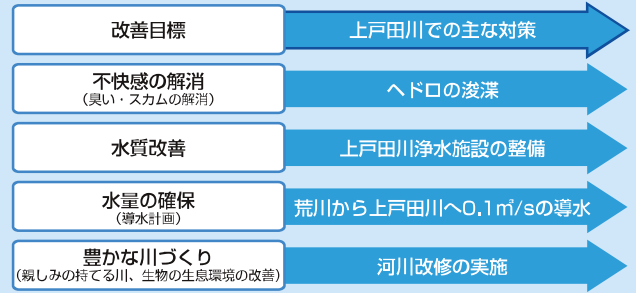 改善目標
上戸田川での主な対策
不快感の解消
（臭い・スカムの解消）
ヘドロの浚渫
水質改善
上戸田川浄水施設の整備
水量の確保
（導水計画）
荒川から上戸田川へ0.1㎥/sの導水
豊かな川づくり
（親しみの持てる川、生物の生息環境の改善）
河川改修の実施